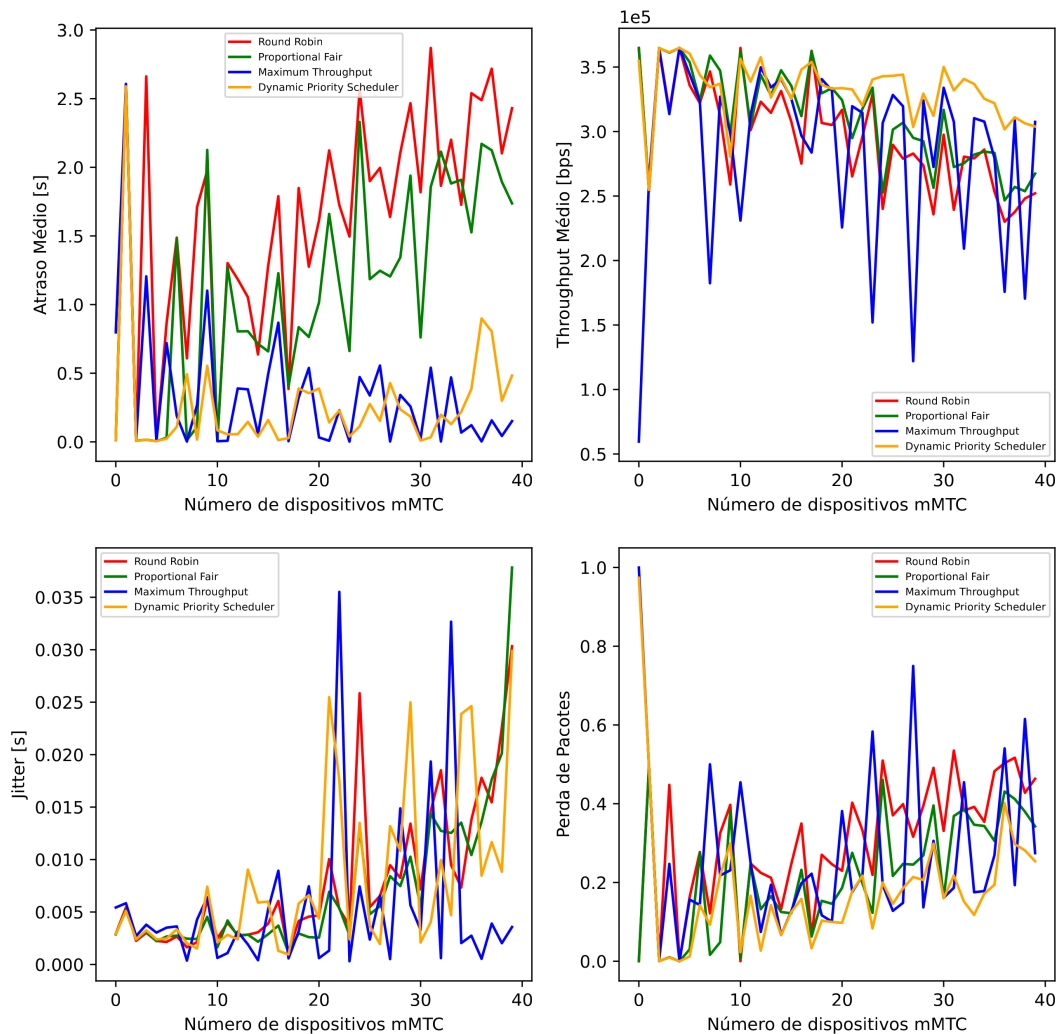 3.0
2.5
2.0
1.5
1.0
0.5
0.0
Atraso Médio [s]
Round Robin
Proportional Fair
Maximum Throughput
Dynamic Priority Scheduler
0 10 20 30 40
Número de dispositivos mMTC
1e5
3.5
3.0
2.5
2.0
1.5
1.0
0.5
Throughput Médio [bps]
Round Robin
Proportional Fair
Maximum Throughput
Dynamic Priority Scheduler
0 10 20 30 40
Número de dispositivos mMTC
0.035
0.030
0.025
0.020
0.015
0.010
0.005
0.000
Jitter [s]
Round Robin
Proportional Fair
Maximum Throughput
Dynamic Priority Scheduler
0 10 20 30 40
Número de dispositivos mMTC
1.0
0.8
0.6
0.4
0.2
0.0
Perda de Pacotes
Round Robin
Proportional Fair
Maximum Throughput
Dynamic Priority Scheduler
0 10 20 30 40
Número de dispositivos mMTC